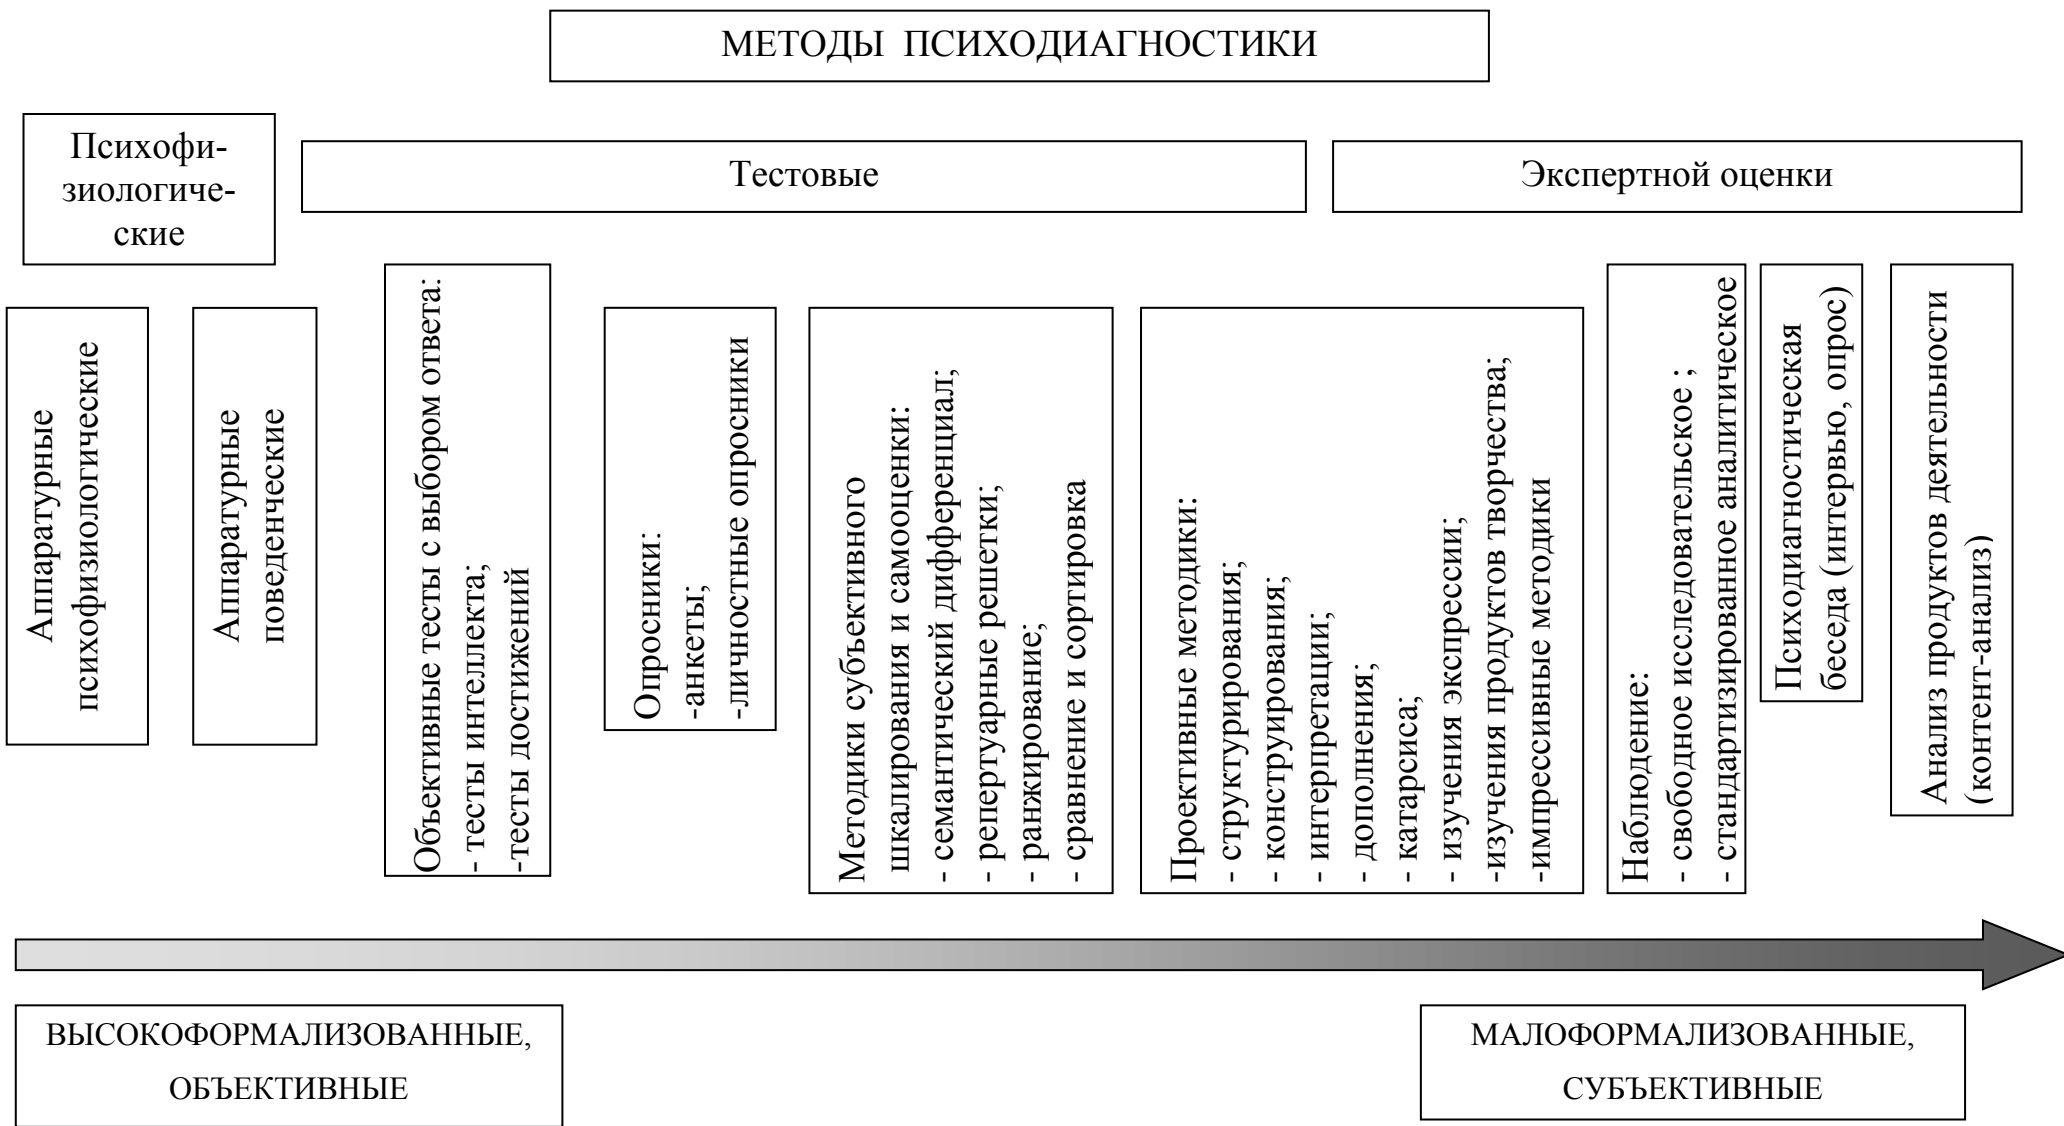 МЕТОДЫ ПСИХОДИАГНОСТИКИ
Психофи-
зиологиче-
ские
Тестовые
Экспертной оценки
Аппаратурные
психофизиологические
Аппаратурные
поведенческие
Объективные тесты с выбором ответа:
- тесты интеллекта;
-тесты достижений
Опросники:
-анкеты;
-личностные опросники
Методики субъективного
шкалирования и самооценки:
- семантический дифференциал;
- репертуарные решетки;
- ранжирование;
- сравнение и сортировка
Проективные методики:
- структурирования;
- конструирования;
- интерпретации;
- дополнения;
- катарсиса;
- изучения экспрессии;
-изучения продуктов творчества;
-импрессивные методики
Наблюдение:
- свободное исследовательское ;
- стандартизированное аналитическое
Психодиагностическая
беседа (интервью, опрос)
Анализ продуктов деятельности
(контент-анализ)
ВЫСОКОФОРМАЛИЗОВАННЫЕ,
ОБЪЕКТИВНЫЕ
МАЛОФОРМАЛИЗОВАННЫЕ,
СУБЪЕКТИВНЫЕ